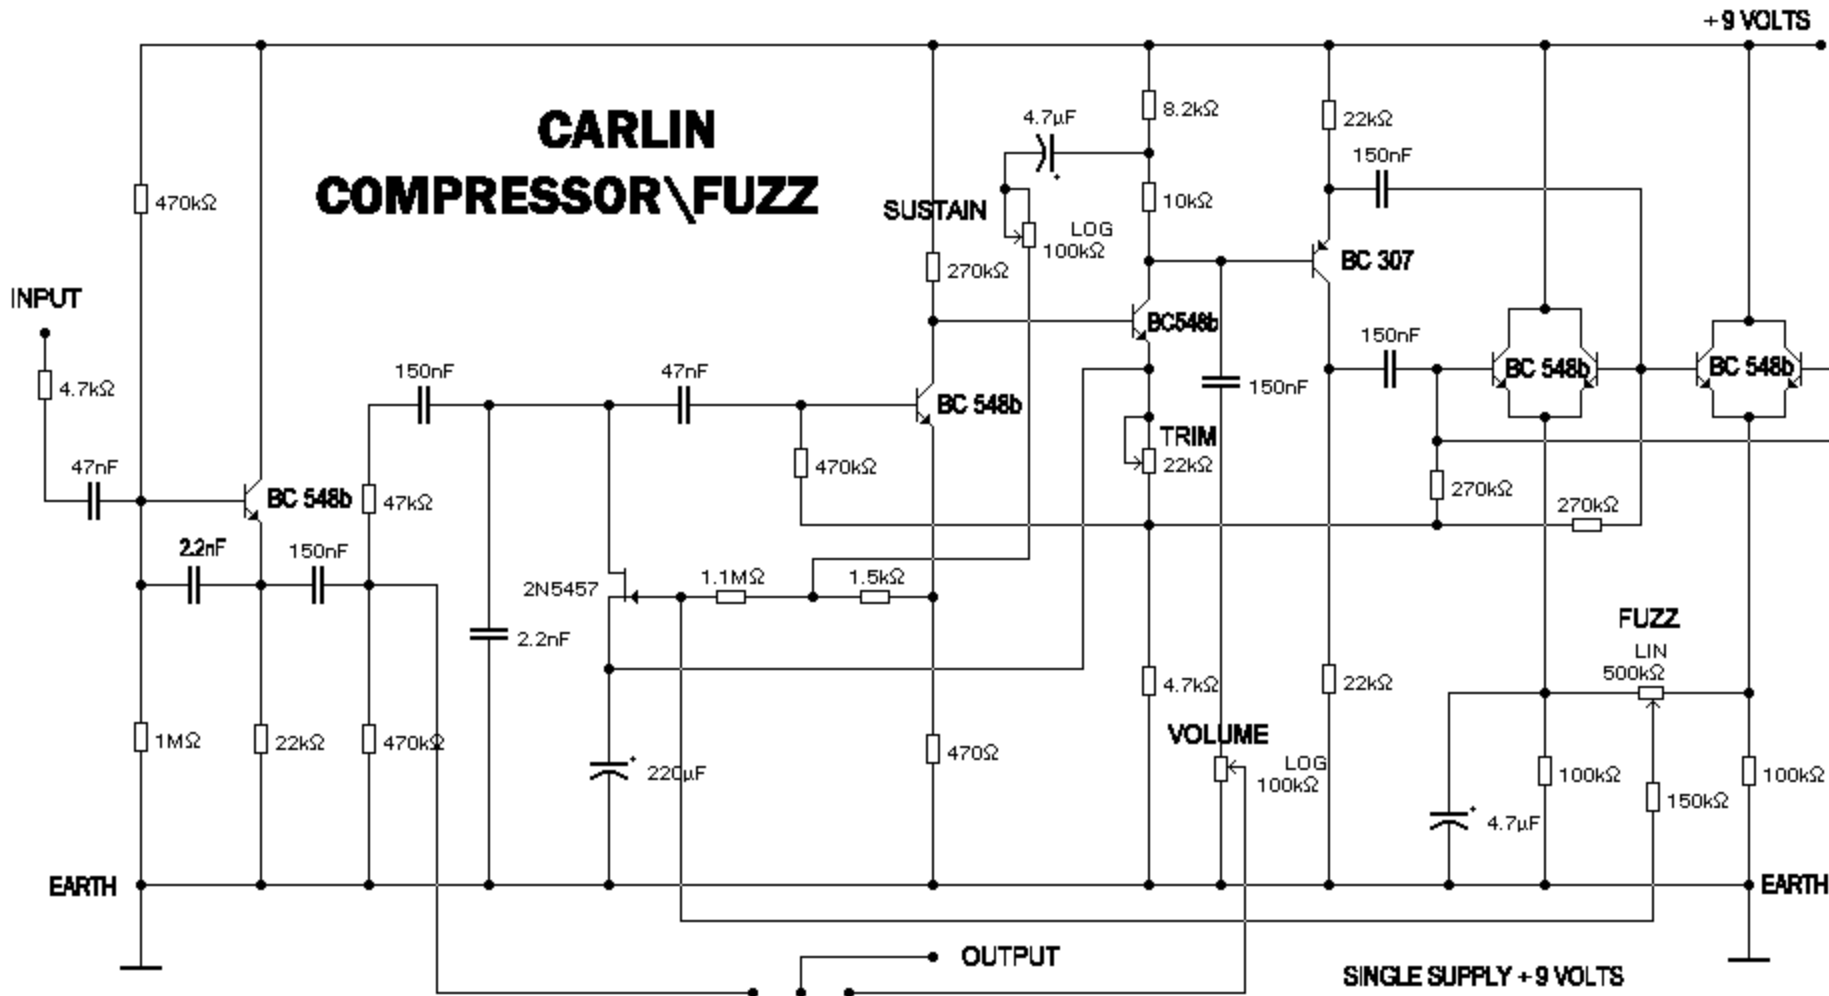 +9 VOLTS
CARLIN
COMPRESSOR\FUZZ
4.7µF
8.2kΩ
22kΩ
150nF
470kΩ
SUSTAIN
10kΩ
LOG
100kΩ
270kΩ
BC 307
INPUT
4.7kΩ
BC548b
150nF
BC 548b
BC 548b
150nF
47nF
150nF
BC 548b
TRIM
22kΩ
470kΩ
47nF
BC 548b
47kΩ
270kΩ
270kΩ
2.2nF
150nF
2N5457
1.1MΩ
1.5kΩ
2.2nF
FUZZ
LIN
500kΩ
4.7kΩ
22kΩ
1MΩ
22kΩ
470kΩ
220µF
470Ω
VOLUME
LOG
100kΩ
100kΩ
100kΩ
150kΩ
4.7µF
EARTH
EARTH
OUTPUT
SINGLE SUPPLY +9 VOLTS